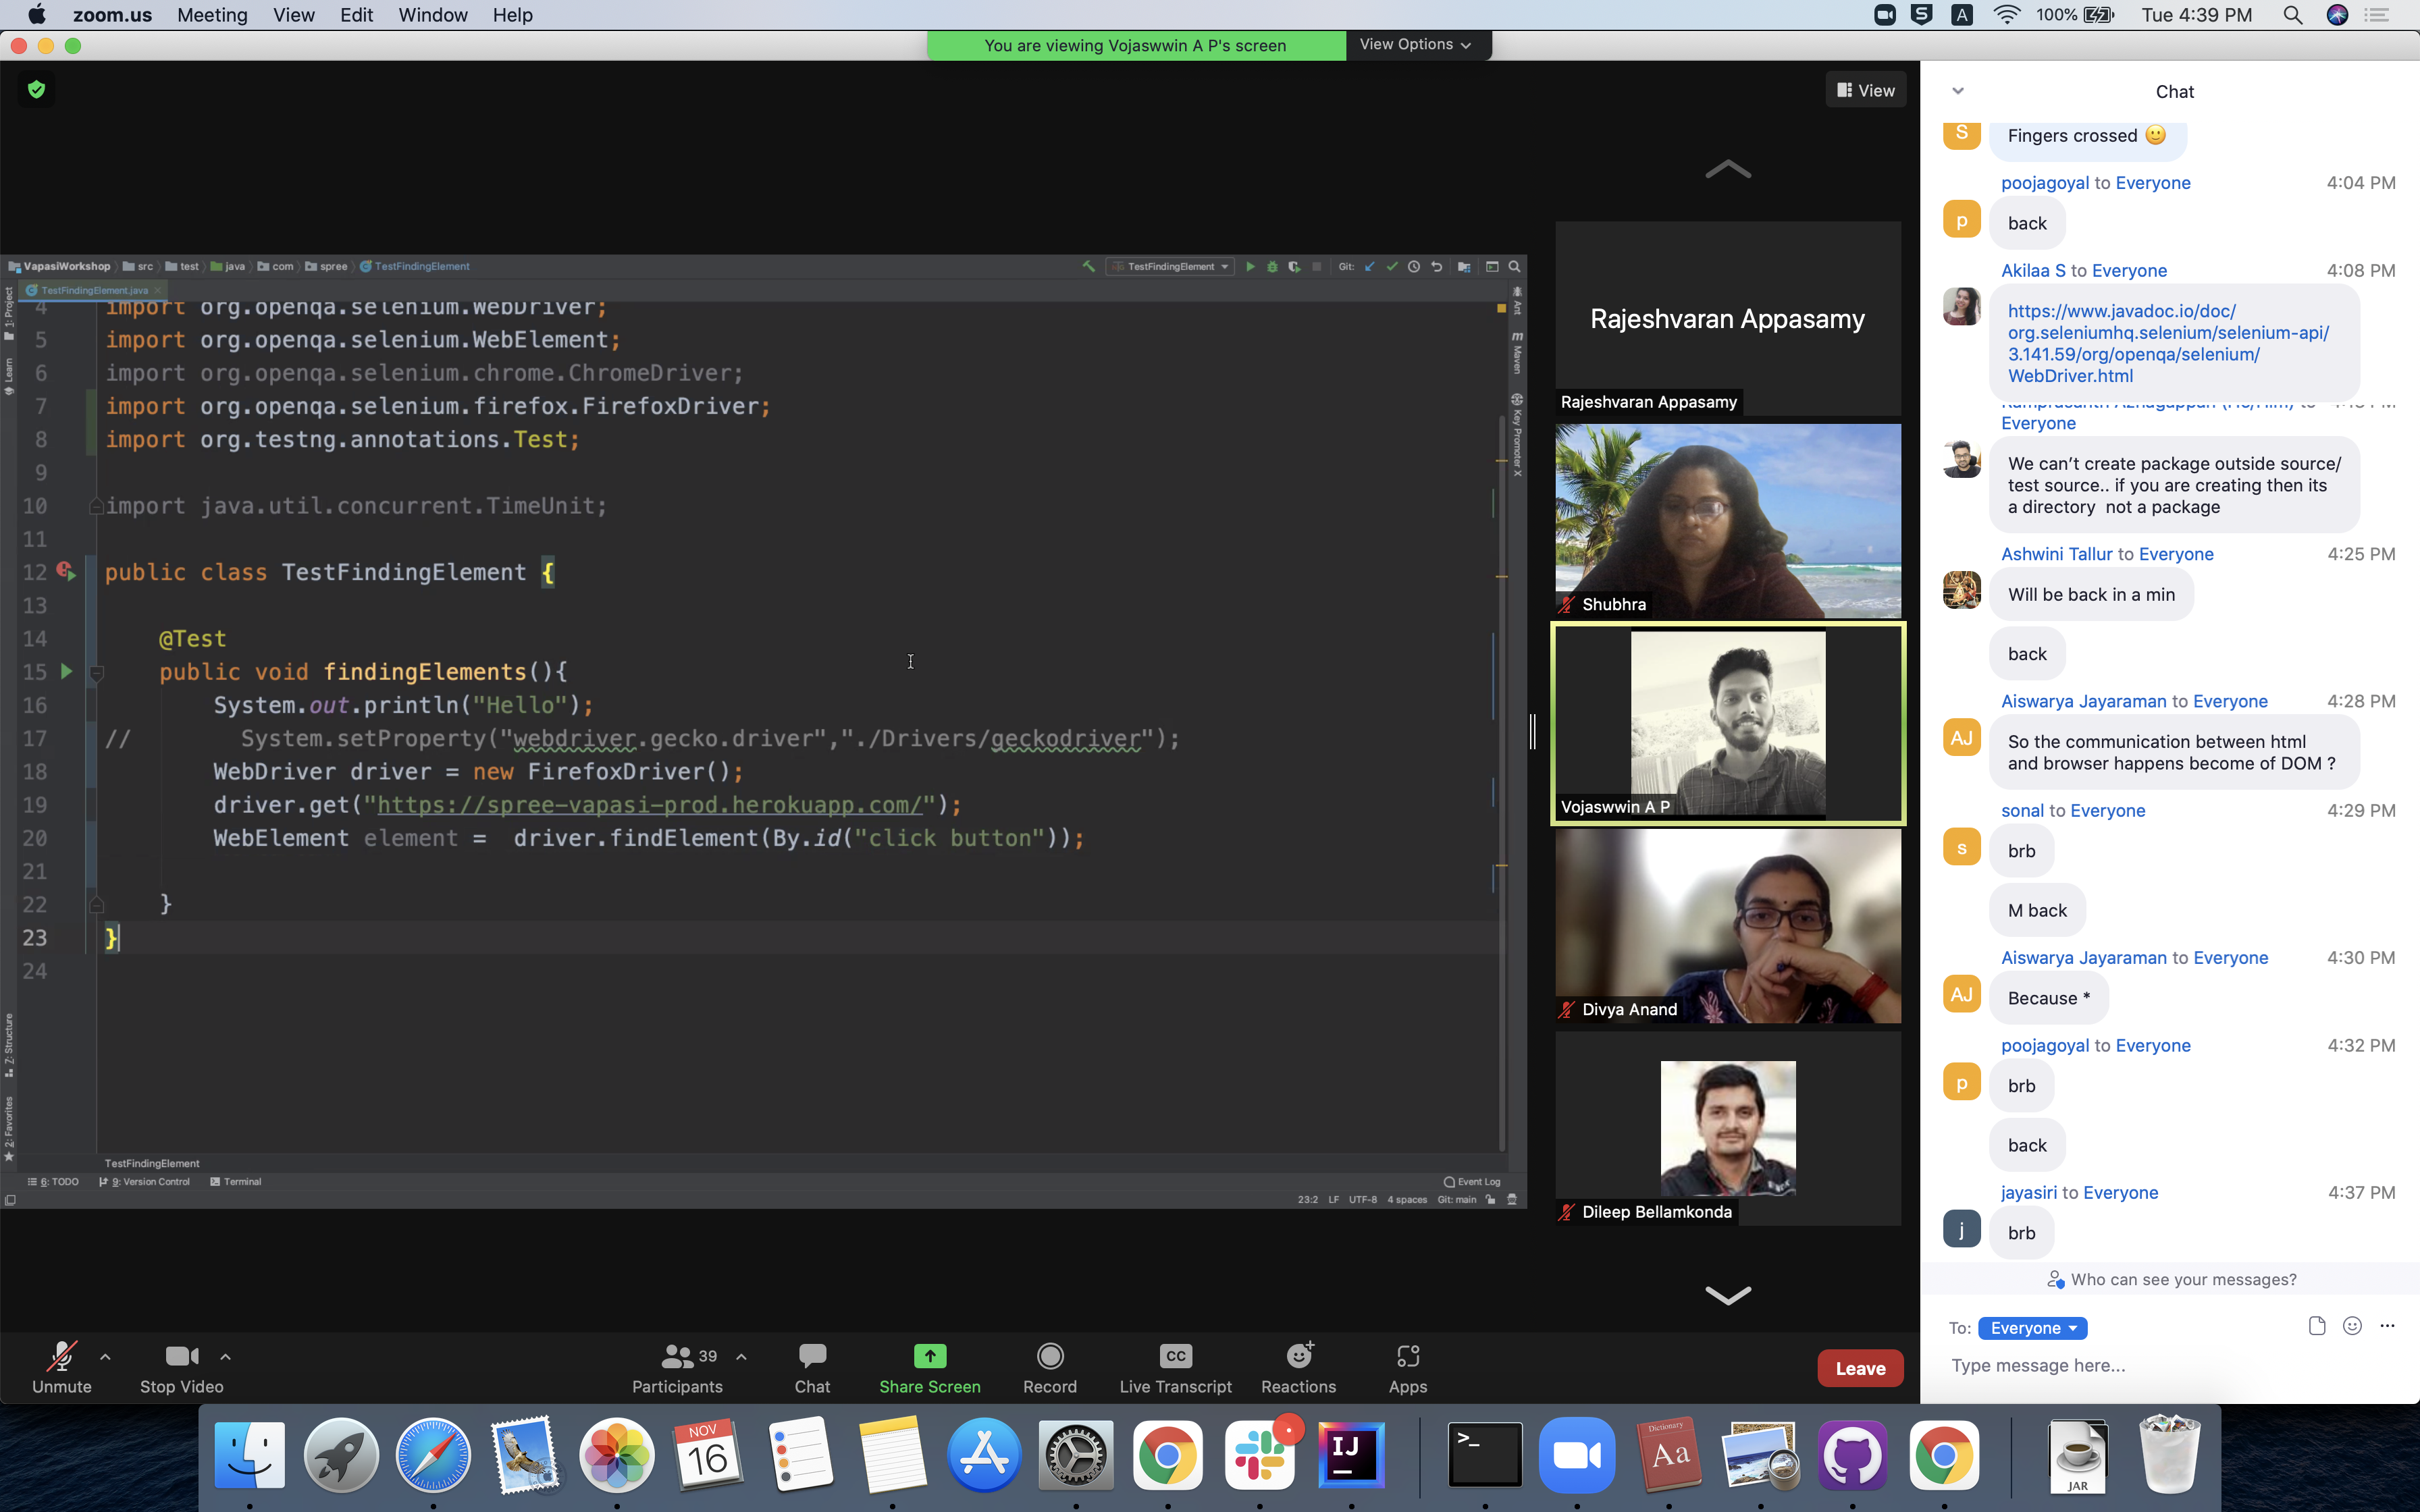 zoom.us Meeting View Edit Window Help
100% Tue 4:39 PM
You are viewing Vojaswwin A P's screen View Options
View
VapasiWorkshop src test java com spree TestFindingElement
TestFindingElement Git:
TestFindingElement.java
1: Project
Learn
7: Structure
2: Favorites
Ant
Maven
Key Promoter X
4 import org.openqa.selenium.WebDriver;
5 import org.openqa.selenium.WebElement;
6 import org.openqa.selenium.chrome.ChromeDriver;
7 import org.openqa.selenium.firefox.FirefoxDriver;
8 import org.testng.annotations.Test;
9
10 import java.util.concurrent.TimeUnit;
11
12 public class TestFindingElement {
13
14 @Test
15 public void findingElements(){
16 System.out.println("Hello");
17 // System.setProperty("webdriver.gecko.driver","./Drivers/geckodriver");
18 WebDriver driver = new FirefoxDriver();
19 driver.get("https://spree-vapasi-prod.herokuapp.com/");
20 WebElement element = driver.findElement(By.id("click button"));
21
22 }
23 }
24
TestFindingElement
6: TODO 9: Version Control Terminal
Event Log
23:2 LF UTF-8 4 spaces Git: main
Rajeshvaran Appasamy
Rajeshvaran Appasamy
Shubhra
Vojaswwin A P
Divya Anand
Dileep Bellamkonda
Chat
S
Fingers crossed
poojagoyal to Everyone 4:04 PM
p
back
Akilaa S to Everyone 4:08 PM
https://www.javadoc.io/doc/
org.seleniumhq.selenium/selenium-api/
3.141.59/org/openqa/selenium/
WebDriver.html
Everyone
We can't create package outside source/
test source.. if you are creating then its
a directory not a package
Ashwini Tallur to Everyone 4:25 PM
Will be back in a min
back
Aiswarya Jayaraman to Everyone 4:28 PM
AJ
So the communication between html
and browser happens become of DOM ?
sonal to Everyone 4:29 PM
s
brb
M back
Aiswarya Jayaraman to Everyone 4:30 PM
AJ
Because *
poojagoyal to Everyone 4:32 PM
p
brb
back
jayasiri to Everyone 4:37 PM
j
brb
Who can see your messages?
To: Everyone
Type message here...
Unmute Stop Video 39 Participants Chat Share Screen Record CC Live Transcript Reactions Apps Leave
NOV
16
IJ
>_
Dictionary
Aa
JAR